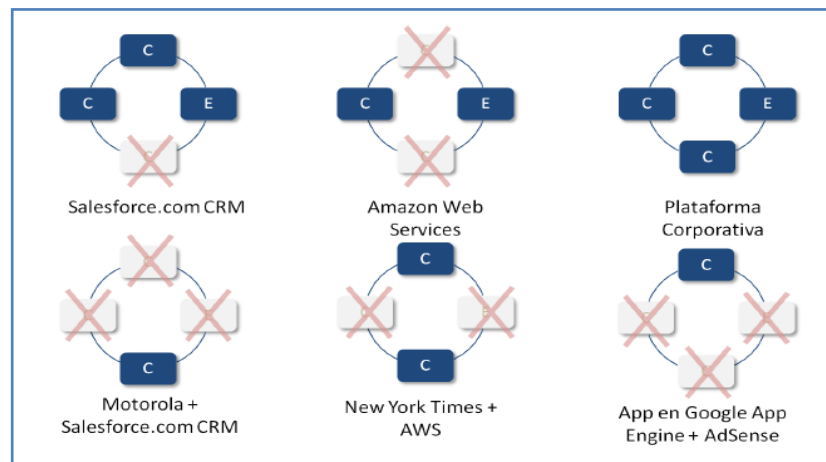 C
C E
Salesforce.com CRM
C E
Amazon Web
Services
C
C E
C
Plataforma
Corporativa
C
Motorola +
Salesforce.com CRM
C
C
New York Times +
AWS
C
App en Google App
Engine + AdSense